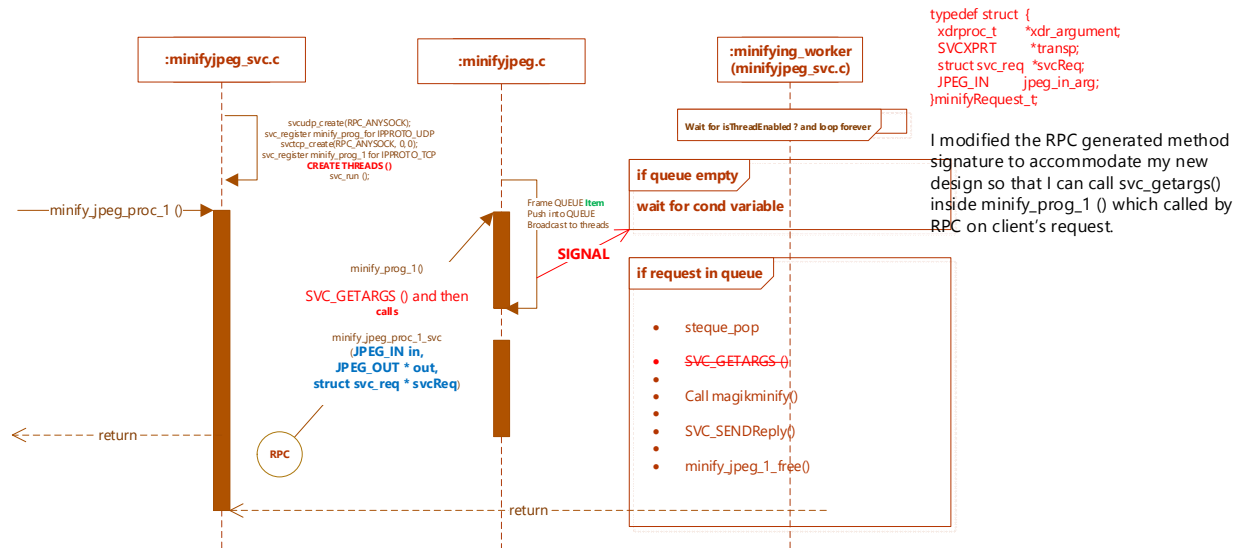 :minifyjpeg_svc.c
:minifyjpeg.c
:minifying_worker
(minifyjpeg_svc.c)
typedef struct {
xdrproc_t *xdr_argument;
SVCXPRT *transp;
struct svc_req *svcReq;
JPEG_IN jpeg_in_arg;
}minifyRequest_t;
svcudp_create(RPC_ANYSOCK);
svc_register minify_prog_for IPPROTO_UDP
svctcp_create(RPC_ANYSOCK, 0, 0);
svc_register minify_prog_1 for IPPROTO_TCP
CREATE THREADS ()
svc_run ();
Wait for isThreadEnabled ? and loop forever
I modified the RPC generated method
signature to accommodate my new
design so that I can call svc_getargs()
inside minify_prog_1 () which called by
RPC on client's request.
if queue empty
wait for cond variable
minify_jpeg_proc_1 ()
Frame QUEUE Item
Push into QUEUE
Broadcast to threads
SIGNAL
minify_prog_1()
SVC_GETARGS () and then
calls
minify_jpeg_proc_1_svc
(JPEG_IN in,
JPEG_OUT * out,
struct svc_req * svcReq)
if request in queue
• steque_pop
• SVC_GETARGS ()
•
• Call magikminify()
•
• SVC_SENDReply()
•
• minify_jpeg_1_free()
return
RPC
return